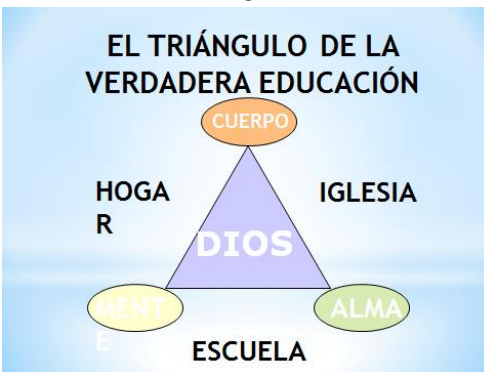 EL TRIÁNGULO DE LA
VERDADERA EDUCACIÓN
CUERPO
HOGA
R
IGLESIA
DIOS
MENT
E
ALMA
ESCUELA